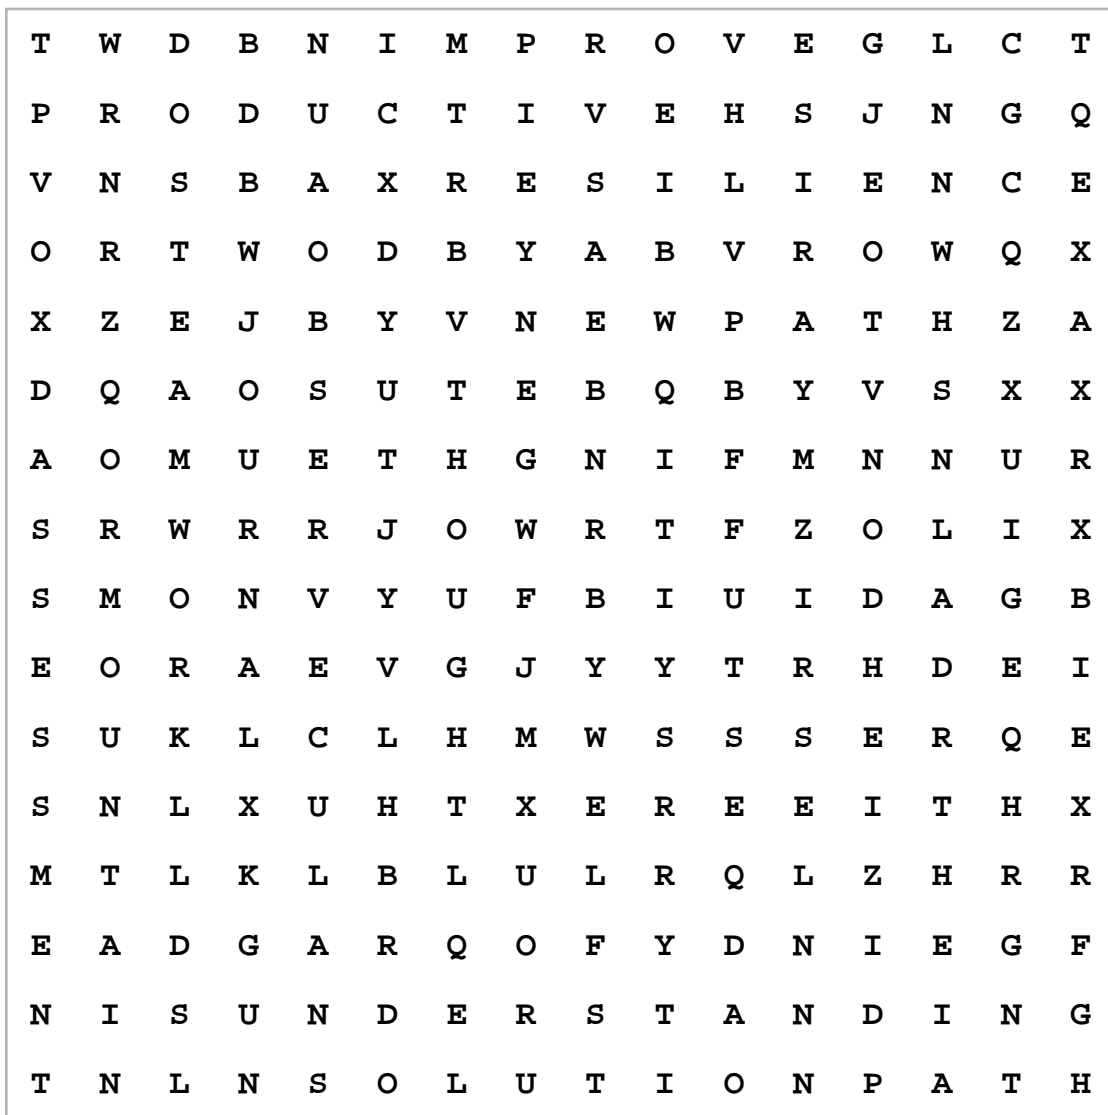 T W D B N I M P R O V E G L C T
P R O D U C T I V E H S J N G Q
V N S B A X R E S I L I E N C E
O R T W O D B Y A B V R O W Q X
X Z E J B Y V N E W P A T H Z A
D Q A O S U T E B Q B Y V S X X
A O M U E T H G N I F M N N U R
S R W R R J O W R T F Z O L I X
S M O N V Y U F B I U I D A G B
E O R A E V G J Y Y T R H D E I
S U K L C L H M W S S S E R Q E
S N L X U H T X E R E E I T H X
M T L K L B L U L R Q L Z H R R
E A D G A R Q O F Y D N I E G F
N I S U N D E R S T A N D I N G
T N L N S O L U T I O N P A T H